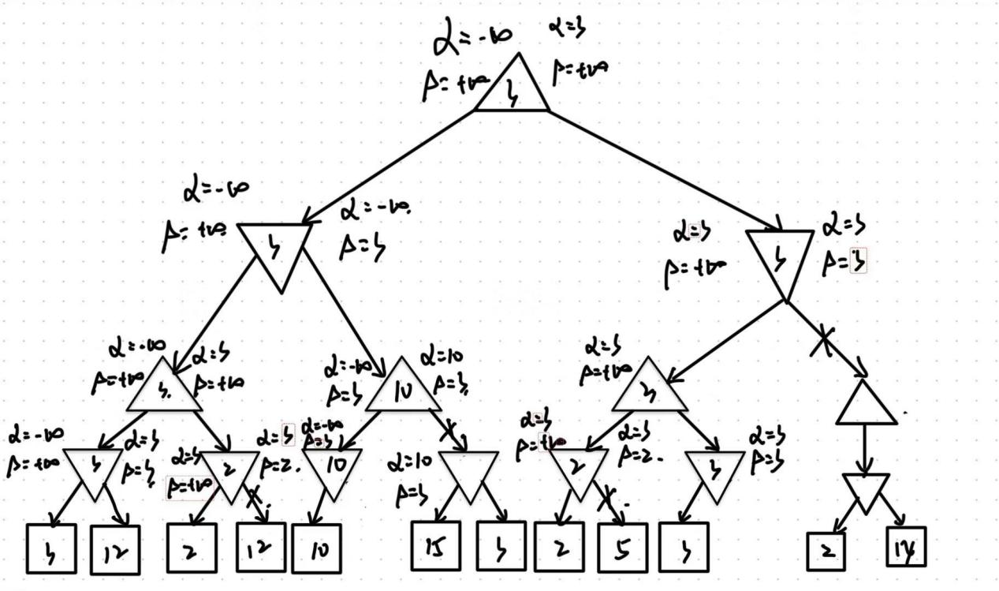 α=-∞ α=3
β=+∞ 3 β=+∞
α=-∞ α=-∞
β=+∞ 3 β=3
α=3 α=3
β=+∞ 3 β=3
α=-∞ α=3
β=+∞ 3 β=+∞
α=-∞ α=10
β=3 10 β=3
α=3
β=+∞ 3
α=-∞ α=3
β=+∞ 3 β=3
α=3 α=3
β=+∞ 2 β=2
α=-∞
β=3 10
α=10
β=3
α=3 α=3
β=+∞ 2 β=2
α=3
3 β=3
3 12 2 12 10 15 3 2 5 3 2 14